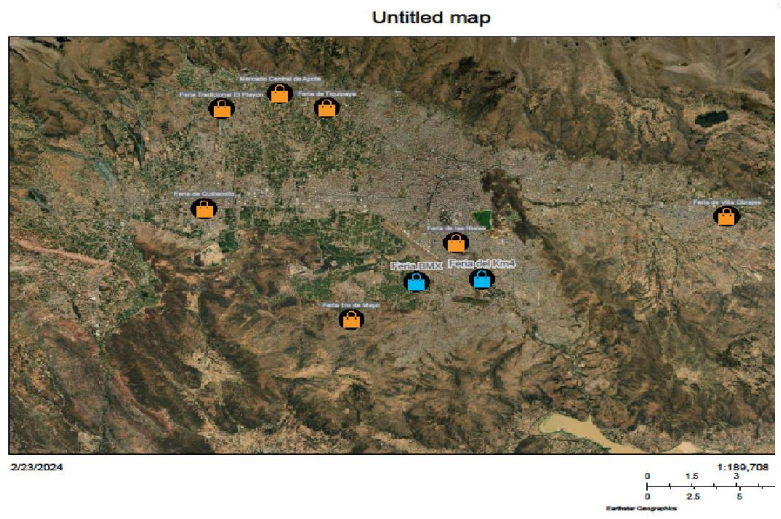 Untitled map
Mercado Central de Apote
Feria Tradicional El Playon
Feria de Tiquipaya
Feria de Quillacollo
Feria de Villa Obrajes
Feria de las Flores
Feria BMX
Feria del Km4
Feria 1ro de Mayo
2/23/2024
1:189,708
0 1.5 3
0 2.5 5
Earthstar Geographics